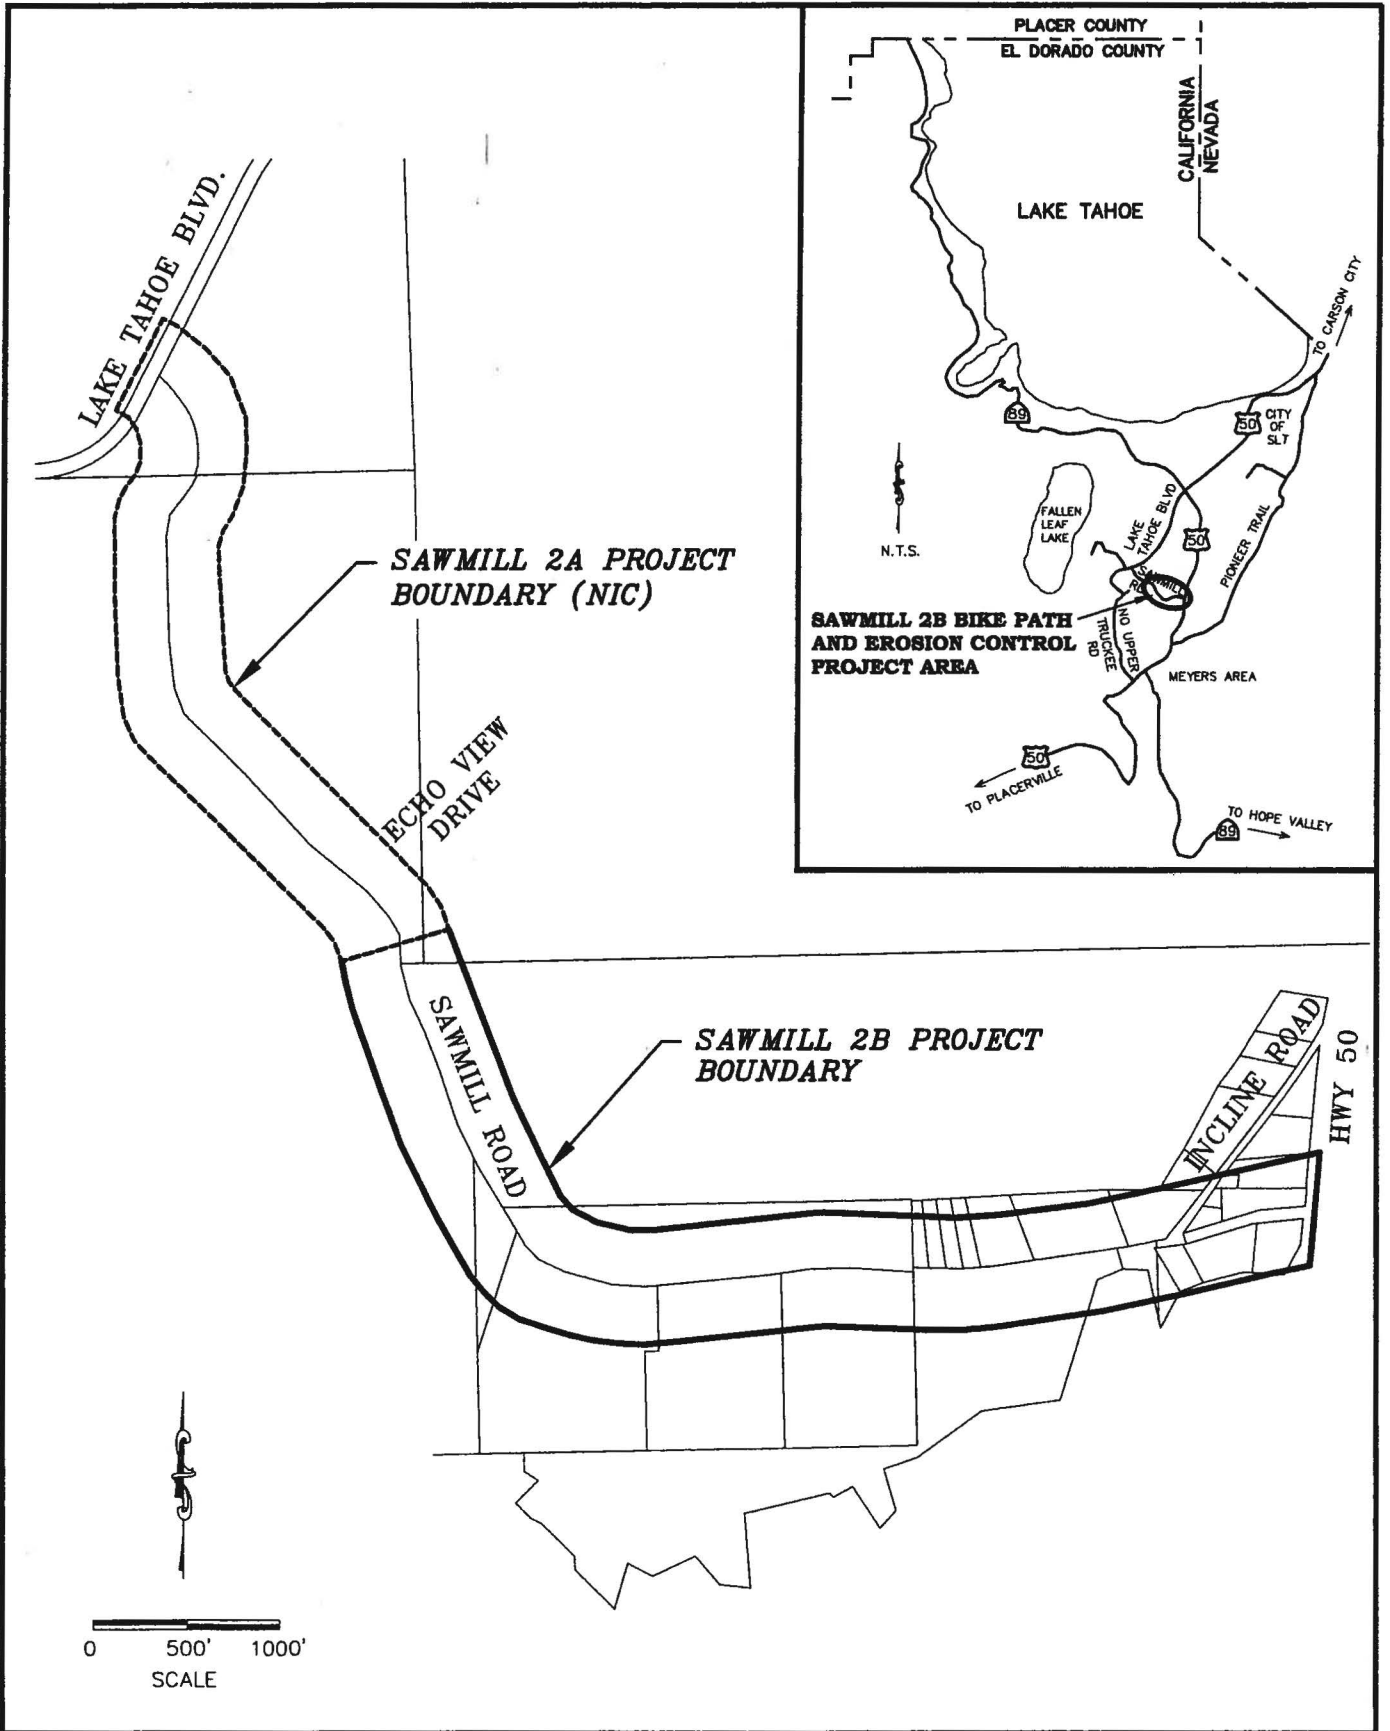 PLACER COUNTY
EL DORADO COUNTY
CALIFORNIA
NEVADA
LAKE TAHOE
TO CARSON CITY
89
50
CITY
OF
SLT
FALLEN
LEAF
LAKE
LAKE
TAHOE BLVD
50
PIONEER TRAIL
N.T.S.
SAWMILL
RD
SAWMILL 2B BIKE PATH
AND EROSION CONTROL
PROJECT AREA
NO UPPER
TRUCKEE
RD
MEYERS AREA
50
TO PLACERVILLE
TO HOPE VALLEY
89
LAKE TAHOE BLVD.
SAWMILL 2A PROJECT
BOUNDARY (NIC)
ECHO VIEW
DRIVE
SAWMILL ROAD
SAWMILL 2B PROJECT
BOUNDARY
INCLINE ROAD
HWY 50
0 500' 1000'
SCALE